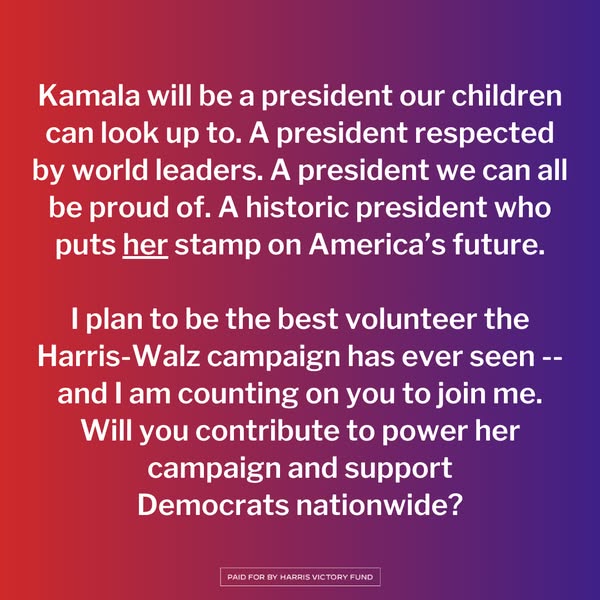 Kamala will be a president our children
can look up to. A president respected
by world leaders. A president we can all
be proud of. A historic president who
puts her stamp on America’s future.
I plan to be the best volunteer the
Harris-Walz campaign has ever seen --
and I am counting on you to join me.
Will you contribute to power her
campaign and support
Democrats nationwide?
PAID FOR BY HARRIS VICTORY FUND